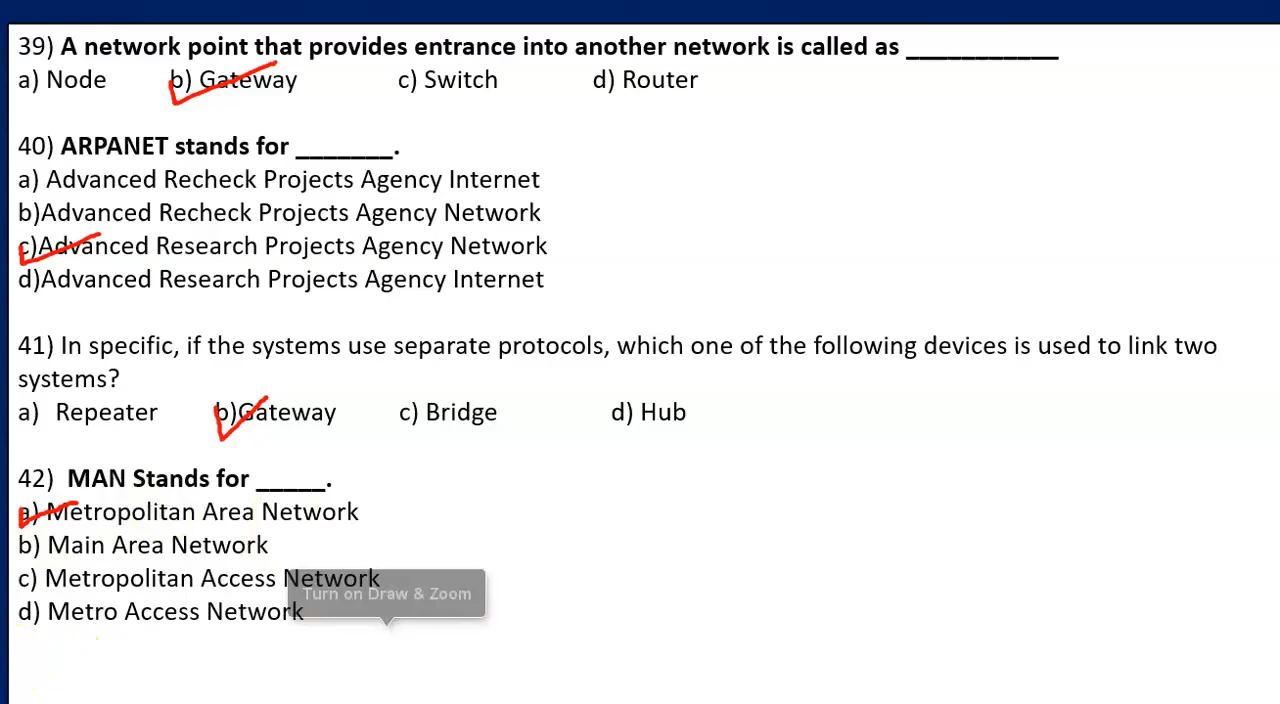 39) A network point that provides entrance into another network is called as ___________
a) Node b) Gateway c) Switch d) Router
40) ARPANET stands for _______.
a) Advanced Recheck Projects Agency Internet
b)Advanced Recheck Projects Agency Network
c)Advanced Research Projects Agency Network
d)Advanced Research Projects Agency Internet
41) In specific, if the systems use separate protocols, which one of the following devices is used to link two
systems?
a) Repeater b)Gateway c) Bridge d) Hub
42) MAN Stands for _____.
a) Metropolitan Area Network
b) Main Area Network
c) Metropolitan Access Network
Turn on Draw & Zoom
d) Metro Access Network